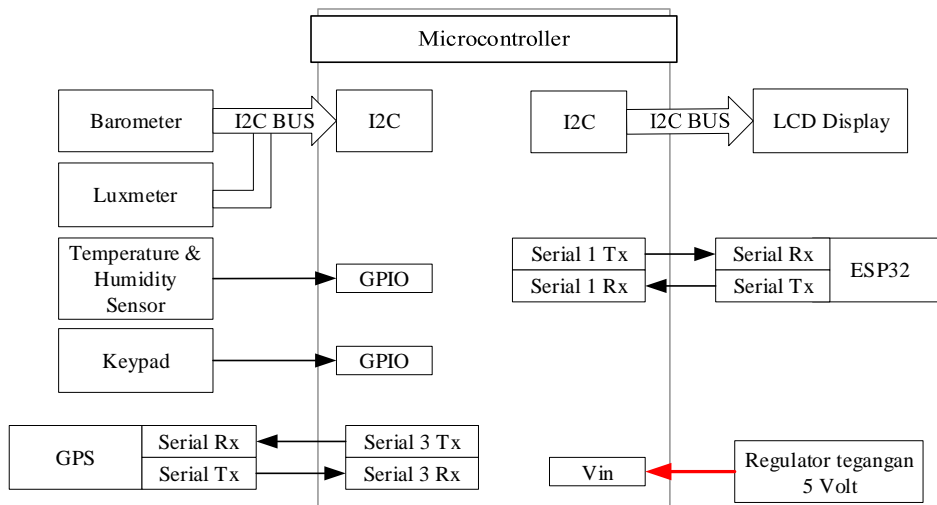 Microcontroller
Barometer
I2C BUS
I2C
I2C
I2C BUS
LCD Display
Luxmeter
Temperature &
Humidity
Sensor
GPIO
Serial 1 Tx
Serial Rx
ESP32
Serial 1 Rx
Serial Tx
Keypad
GPIO
GPS
Serial Rx
Serial 3 Tx
Serial Tx
Serial 3 Rx
Vin
Regulator tegangan
5 Volt